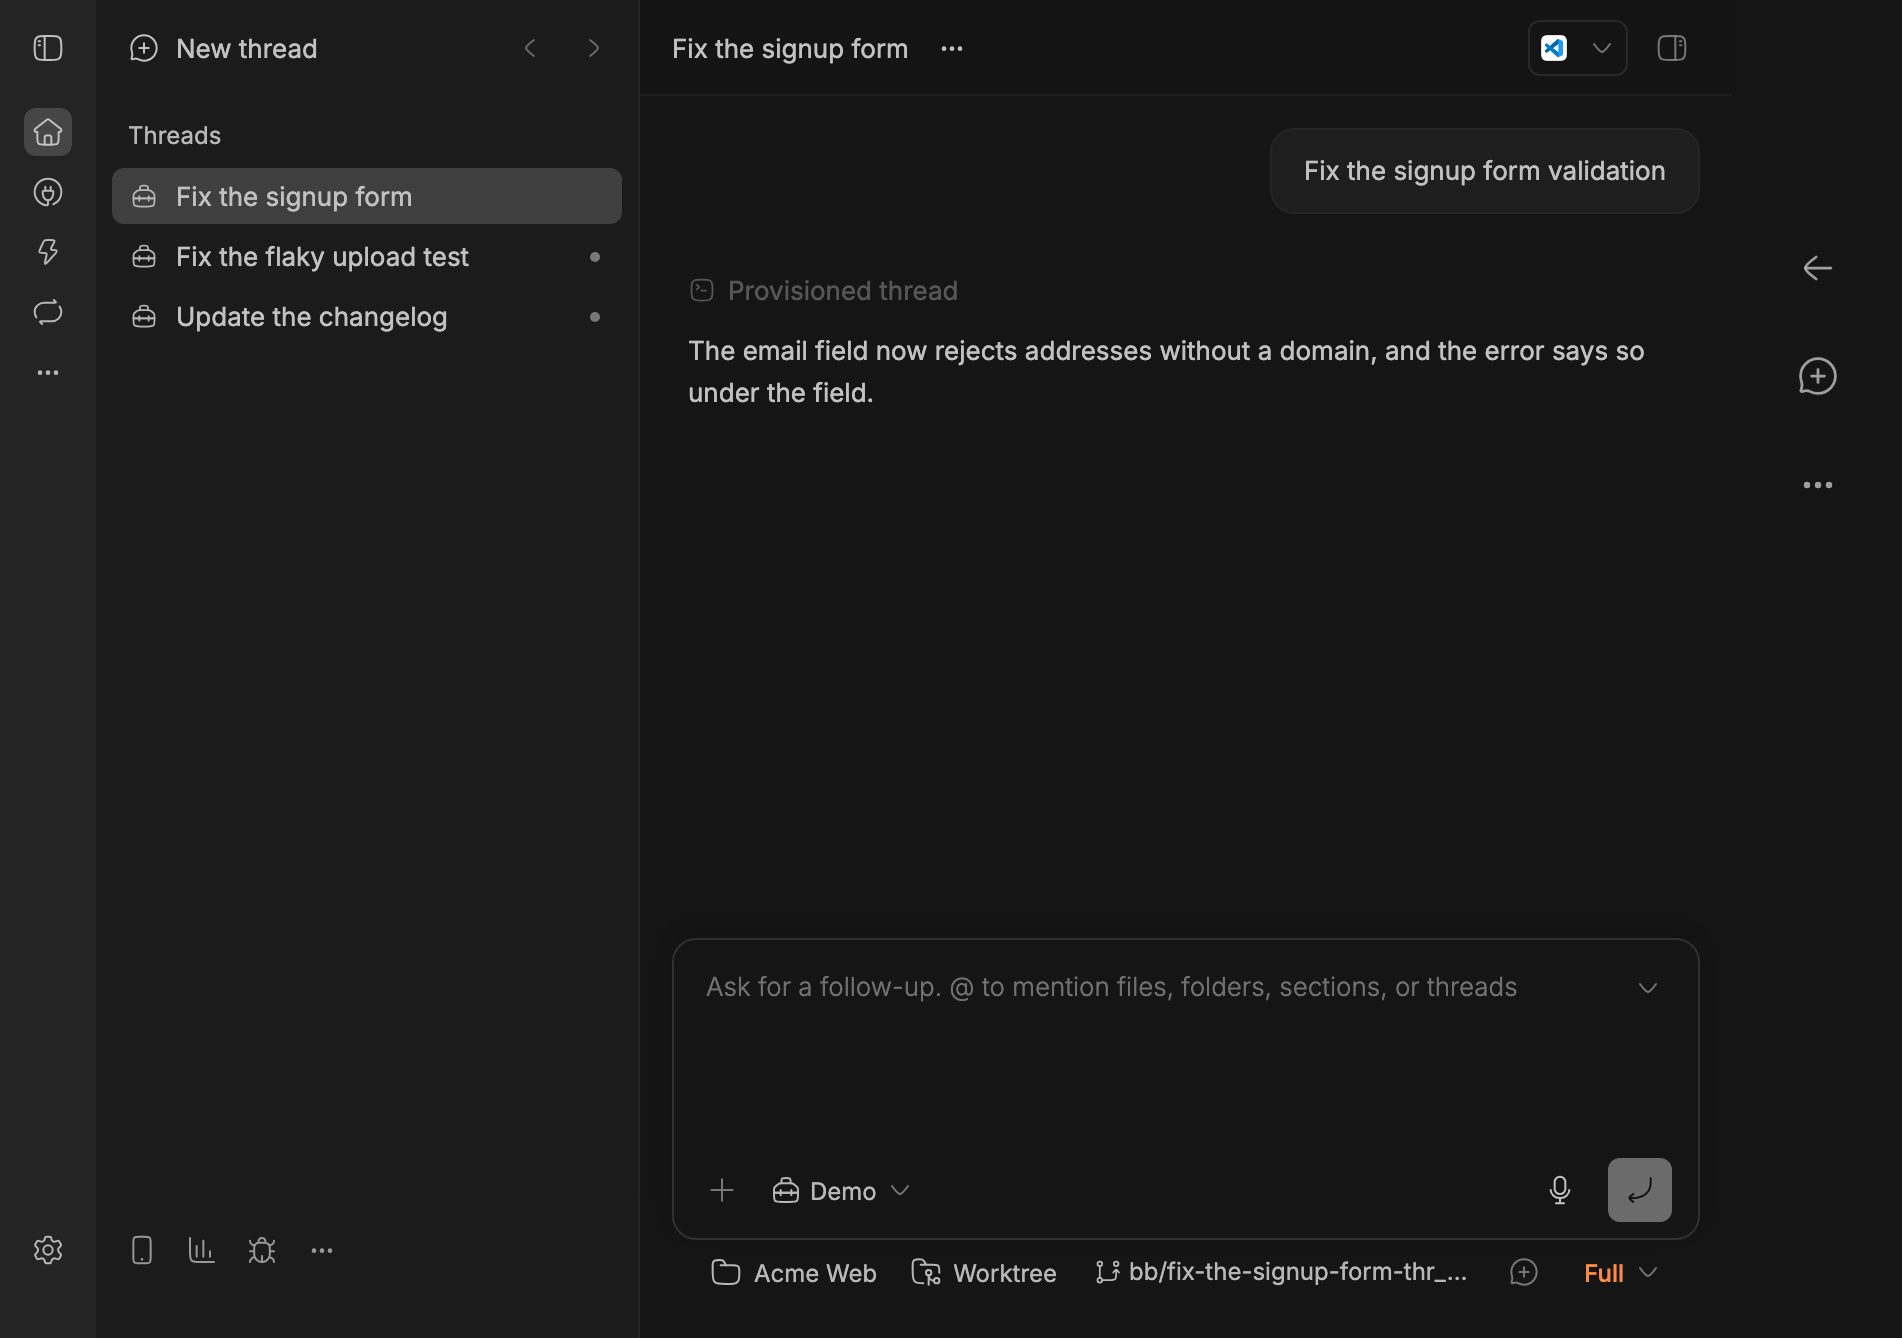 New thread
Threads
Fix the signup form
Fix the flaky upload test
Update the changelog
Fix the signup form
Fix the signup form validation
Provisioned thread
The email field now rejects addresses without a domain, and the error says so
under the field.
Ask for a follow-up. @ to mention files, folders, sections, or threads
Demo
Acme Web Worktree bb/fix-the-signup-form-thr_... Full